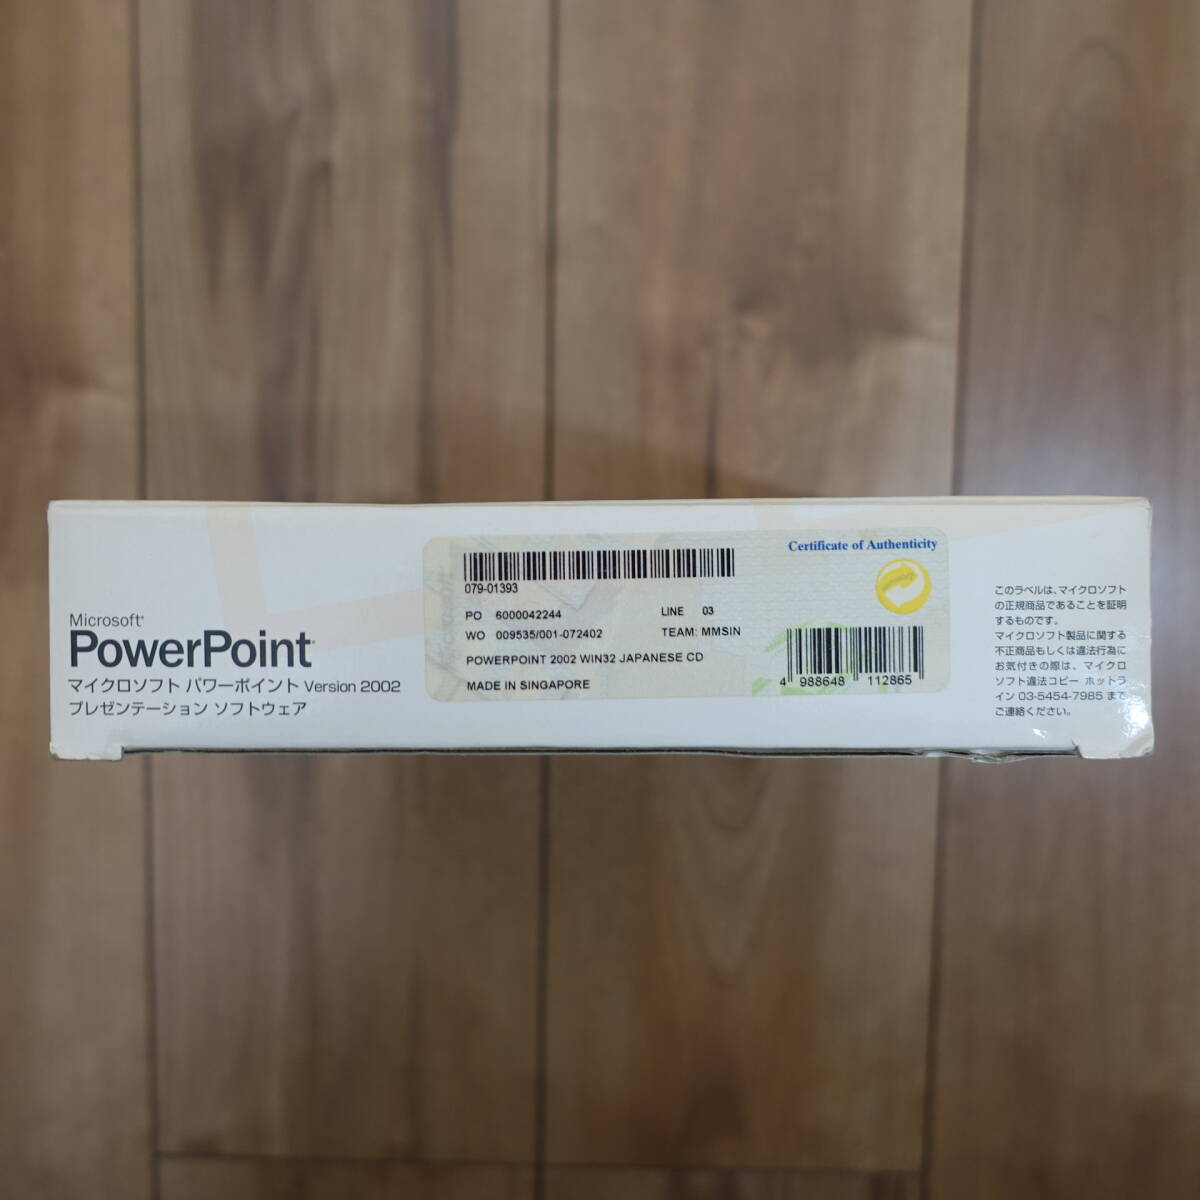 Microsoft®
PowerPoint®
マイクロソフト パワーポイント Version 2002
プレゼンテーション ソフトウェア
Certificate of Authenticity
079-01393
PO 6000042244 LINE 03
WO 009535/001-072402 TEAM: MMSIN
POWERPOINT 2002 WIN32 JAPANESE CD
MADE IN SINGAPORE
4 988648 112865
このラベルは、マイクロソフト
の正規商品であることを証明
するものです。
マイクロソフト製品に関する
不正商品もしくは違法行為に
お気付きの際は、マイクロ
ソフト違法コピー ホットラ
イン 03-5454-7985 まで
ご連絡ください。